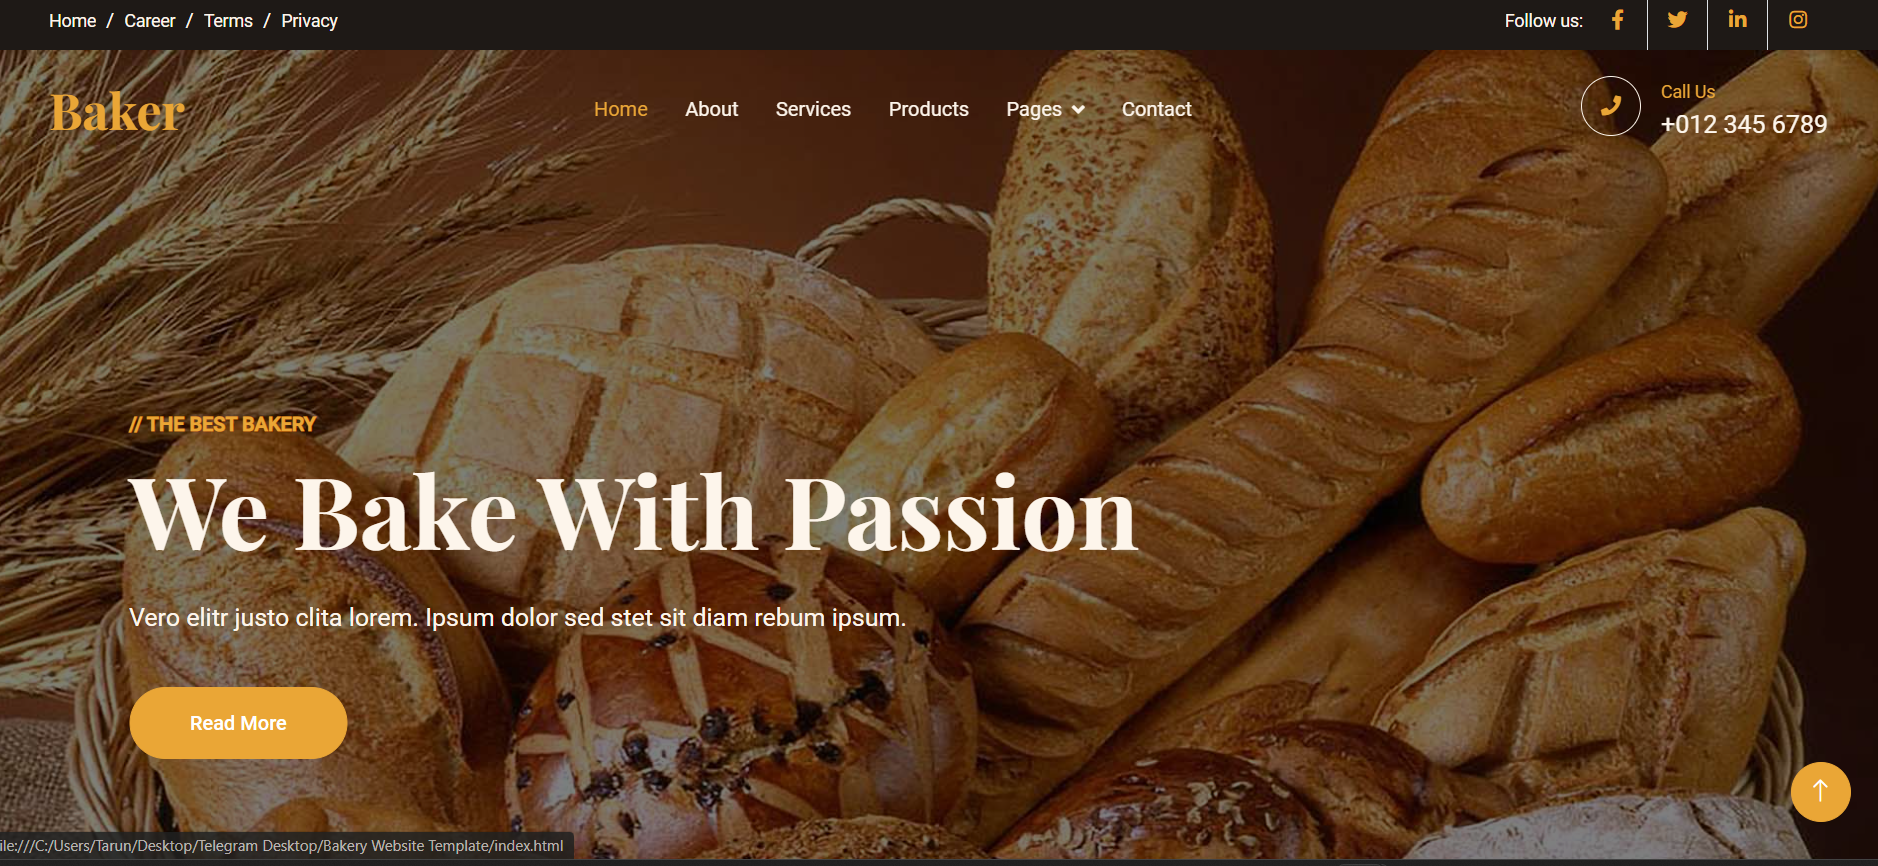 Home / Career / Terms / Privacy
Follow us:
Baker
Home About Services Products Pages Contact
Call Us
+012 345 6789
// THE BEST BAKERY
We Bake With Passion
Vero elitr justo clita lorem. Ipsum dolor sed stet sit diam rebum ipsum.
Read More
ile:///C:/Users/Tarun/Desktop/Telegram Desktop/Bakery Website Template/index.html